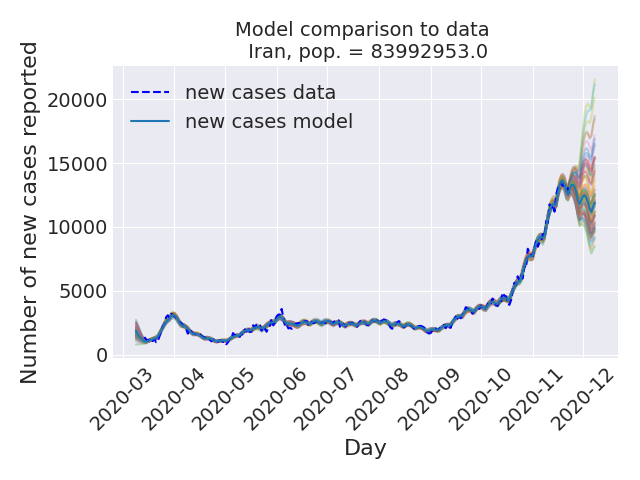 Model comparison to data
Iran, pop. = 83992953.0
new cases data
new cases model
Number of new cases reported
20000
15000
10000
5000
0
2020-03
2020-04
2020-05
2020-06
2020-07
2020-08
2020-09
2020-10
2020-11
2020-12
Day